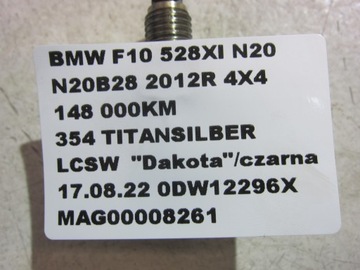 BMW F10 528XI N20
N20B28 2012R 4X4
148 000KM
354 TITANSILBER
LCSW "Dakota"/czarna
17.08.22 0DW12296X
MAG00008261